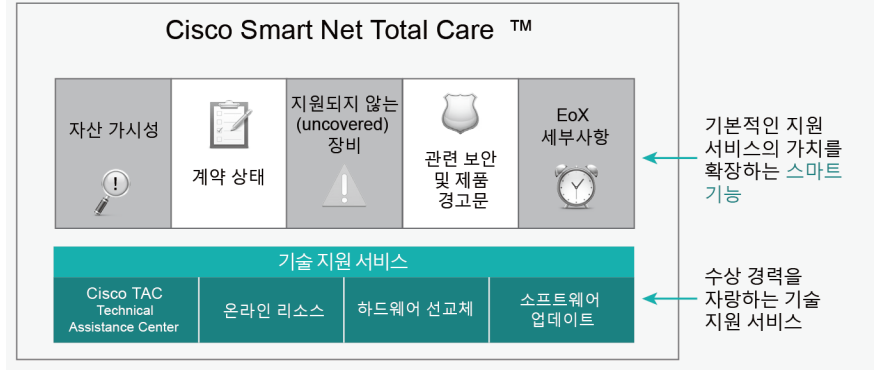 Cisco Smart Net Total Care ™
자산 가시성
계약 상태
지원되지 않는
(uncovered)
장비
관련 보안
및 제품
경고문
EoX
세부사항
기본적인 지원
서비스의 가치를
확장하는 스마트
기능
기술 지원 서비스
Cisco TAC
Technical
Assistance Center
온라인 리소스
하드웨어 선교체
소프트웨어
업데이트
수상 경력을
자랑하는 기술
지원 서비스